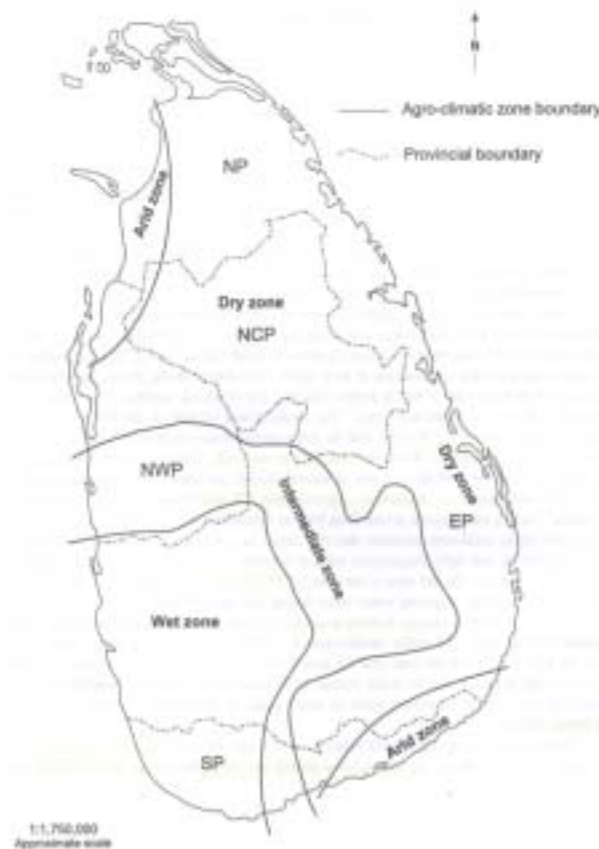 N
Agro-climatic zone boundary
Provincial boundary
NP
Arid zone
Dry zone
NCP
Dry zone
NWP
Intermediate zone
EP
Wet zone
Arid zone
SP
1:1,750,000
Approximate scale